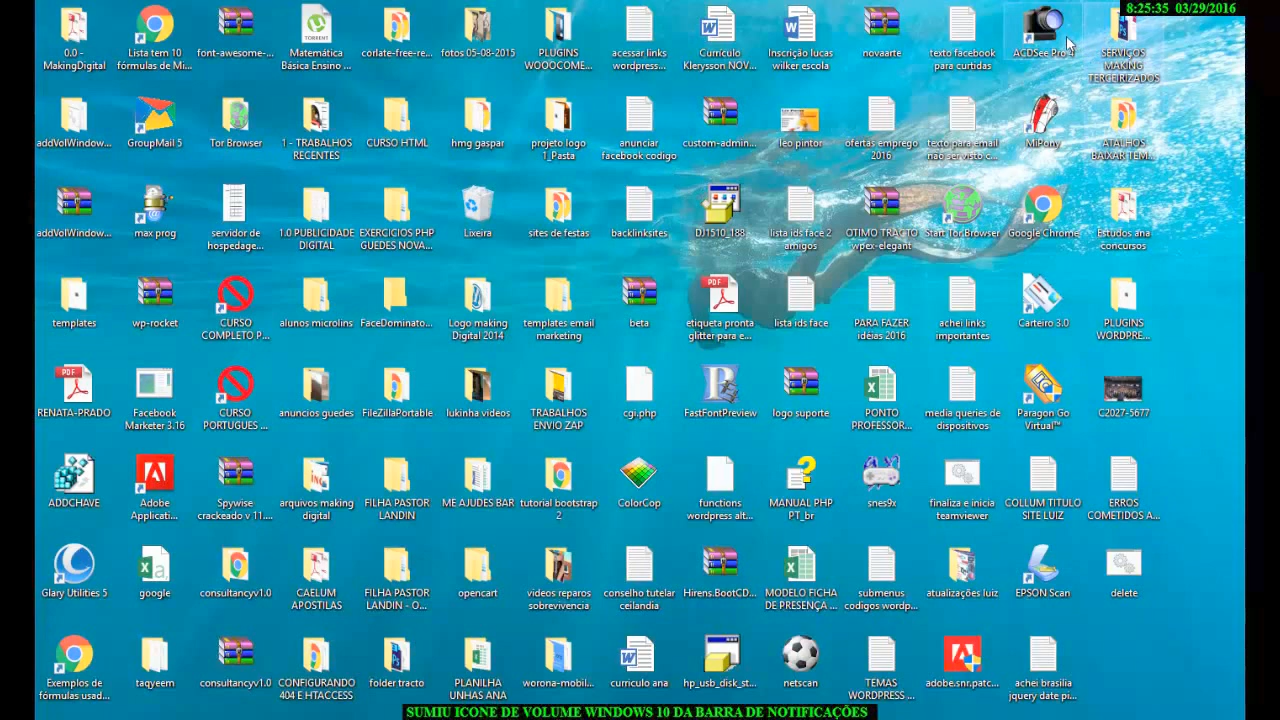 8:25:35 03/29/2016
0.0 -
MakingDigital
Lista tem 10
fórmulas de Mi...
font-awesome-...
Matemática
Básica Ensino ...
corlate-free-re...
fotos 05-08-2015
PLUGINS
WOOOCOME...
acessar links
wordpress...
Currículo
Klerysson NOV...
Inscrição lucas
wilker escola
novaarte
texto facebook
para curtidas
ACDSee Pro 4
SERVIÇOS
MAKING
TERCEIRIZADOS
addVolWindow...
GroupMail 5
Tor Browser
1 - TRABALHOS
RECENTES
CURSO HTML
hmg gaspar
projeto logo
1_Pasta
anunciar
facebook codigo
custom-admin...
leo pintor
ofertas emprego
2016
texto para email
não ser visto c...
MiPony
ATALHOS
BAIXAR TEM...
addVolWindow...
max prog
servidor de
hospedage...
1.0 PUBLICIDADE
DIGITAL
EXERCICIOS PHP
GUEDES NOVA...
Lixeira
sites de festas
backlinksites
DJ1510_188
lista ids face 2
amigos
OTIMO TRACTO
wpex-elegant
Start Tor Browser
Google Chrome
Estudos ana
concursos
templates
wp-rocket
CURSO
COMPLETO P...
alunos microlins
FaceDominato...
Logo making
Digital 2014
templates email
marketing
beta
PDF
etiqueta pronta
glitter para e...
lista ids face
PARA FAZER
idéias 2016
achei links
importantes
Carteiro 3.0
PLUGINS
WORDPRE...
PDF
RENATA-PRADO
Facebook
Marketer 3.16
CURSO
PORTUGUES ...
anuncios guedes
FileZillaPortable
lukinha videos
TRABALHOS
ENVIO ZAP
cgi.php
FastFontPreview
logo suporte
PONTO
PROFESSOR...
media queries de
dispositivos
Paragon Go
Virtual™
C2027-5677
ADDCHAVE
Adobe
Applicati...
Spywise
crackeado v 11....
arquivos making
digital
FILHA PASTOR
LANDIN
ME AJUDES BAR
tutorial bootstrap
2
ColorCop
functions
wordpress alt...
MANUAL PHP
PT_br
snes9x
finaliza e inicia
teamviewer
COLLUM TITULO
SITE LUIZ
ERROS
COMETIDOS A...
Glary Utilities 5
google
consultancyv1.0
CAELUM
APOSTILAS
FILHA PASTOR
LANDIN - O...
opencart
videos reparos
sobrevivencia
conselho tutelar
ceilandia
Hirens.BootCD...
MODELO FICHA
DE PRESENÇA ...
submenus
codigos wordp...
atualizações luiz
EPSON Scan
delete
Exemplos de
fórmulas usad...
taqyeem
consultancyv1.0
CONFIGURANDO
404 E HTACCESS
folder tracto
PLANILHA
UNHAS ANA
worona-mobil...
curriculo ana
hp_usb_disk_st...
netscan
TEMAS
WORDPRESS ...
adobe.snr.patc...
achei brasilia
jquery date pi...
SUMIU ICONE DE VOLUME WINDOWS 10 DA BARRA DE NOTIFICAÇÕES